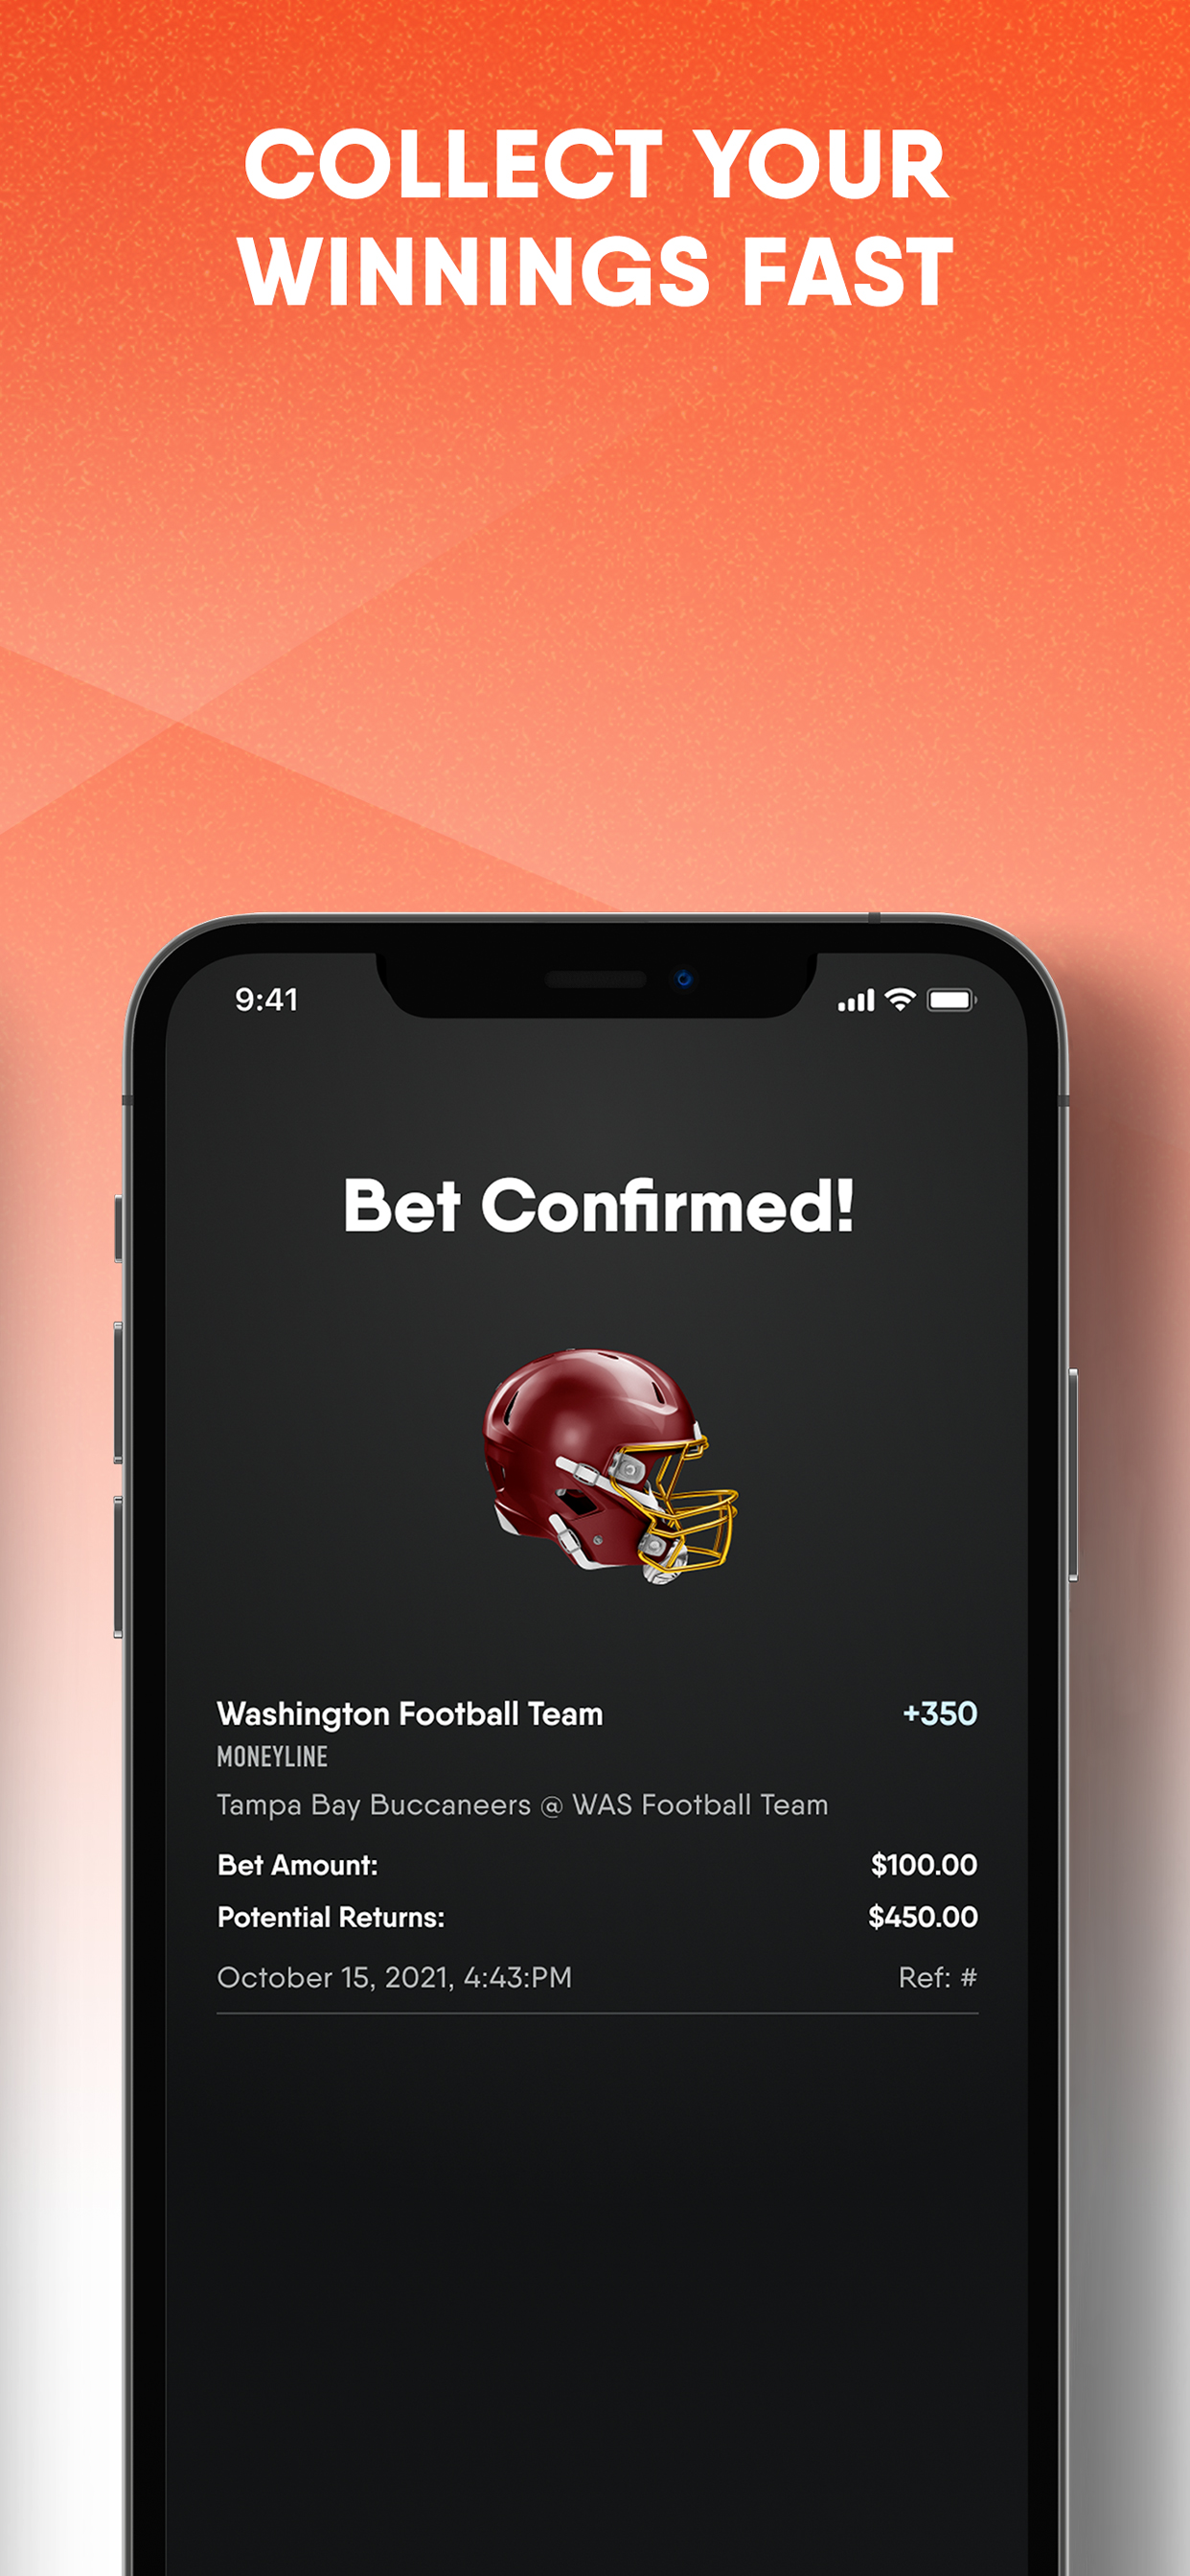 COLLECT YOUR
WINNINGS FAST
9:41
Bet Confirmed!
Washington Football Team +350
MONEYLINE
Tampa Bay Buccaneers @ WAS Football Team
Bet Amount: $100.00
Potential Returns: $450.00
October 15, 2021, 4:43:PM Ref: #